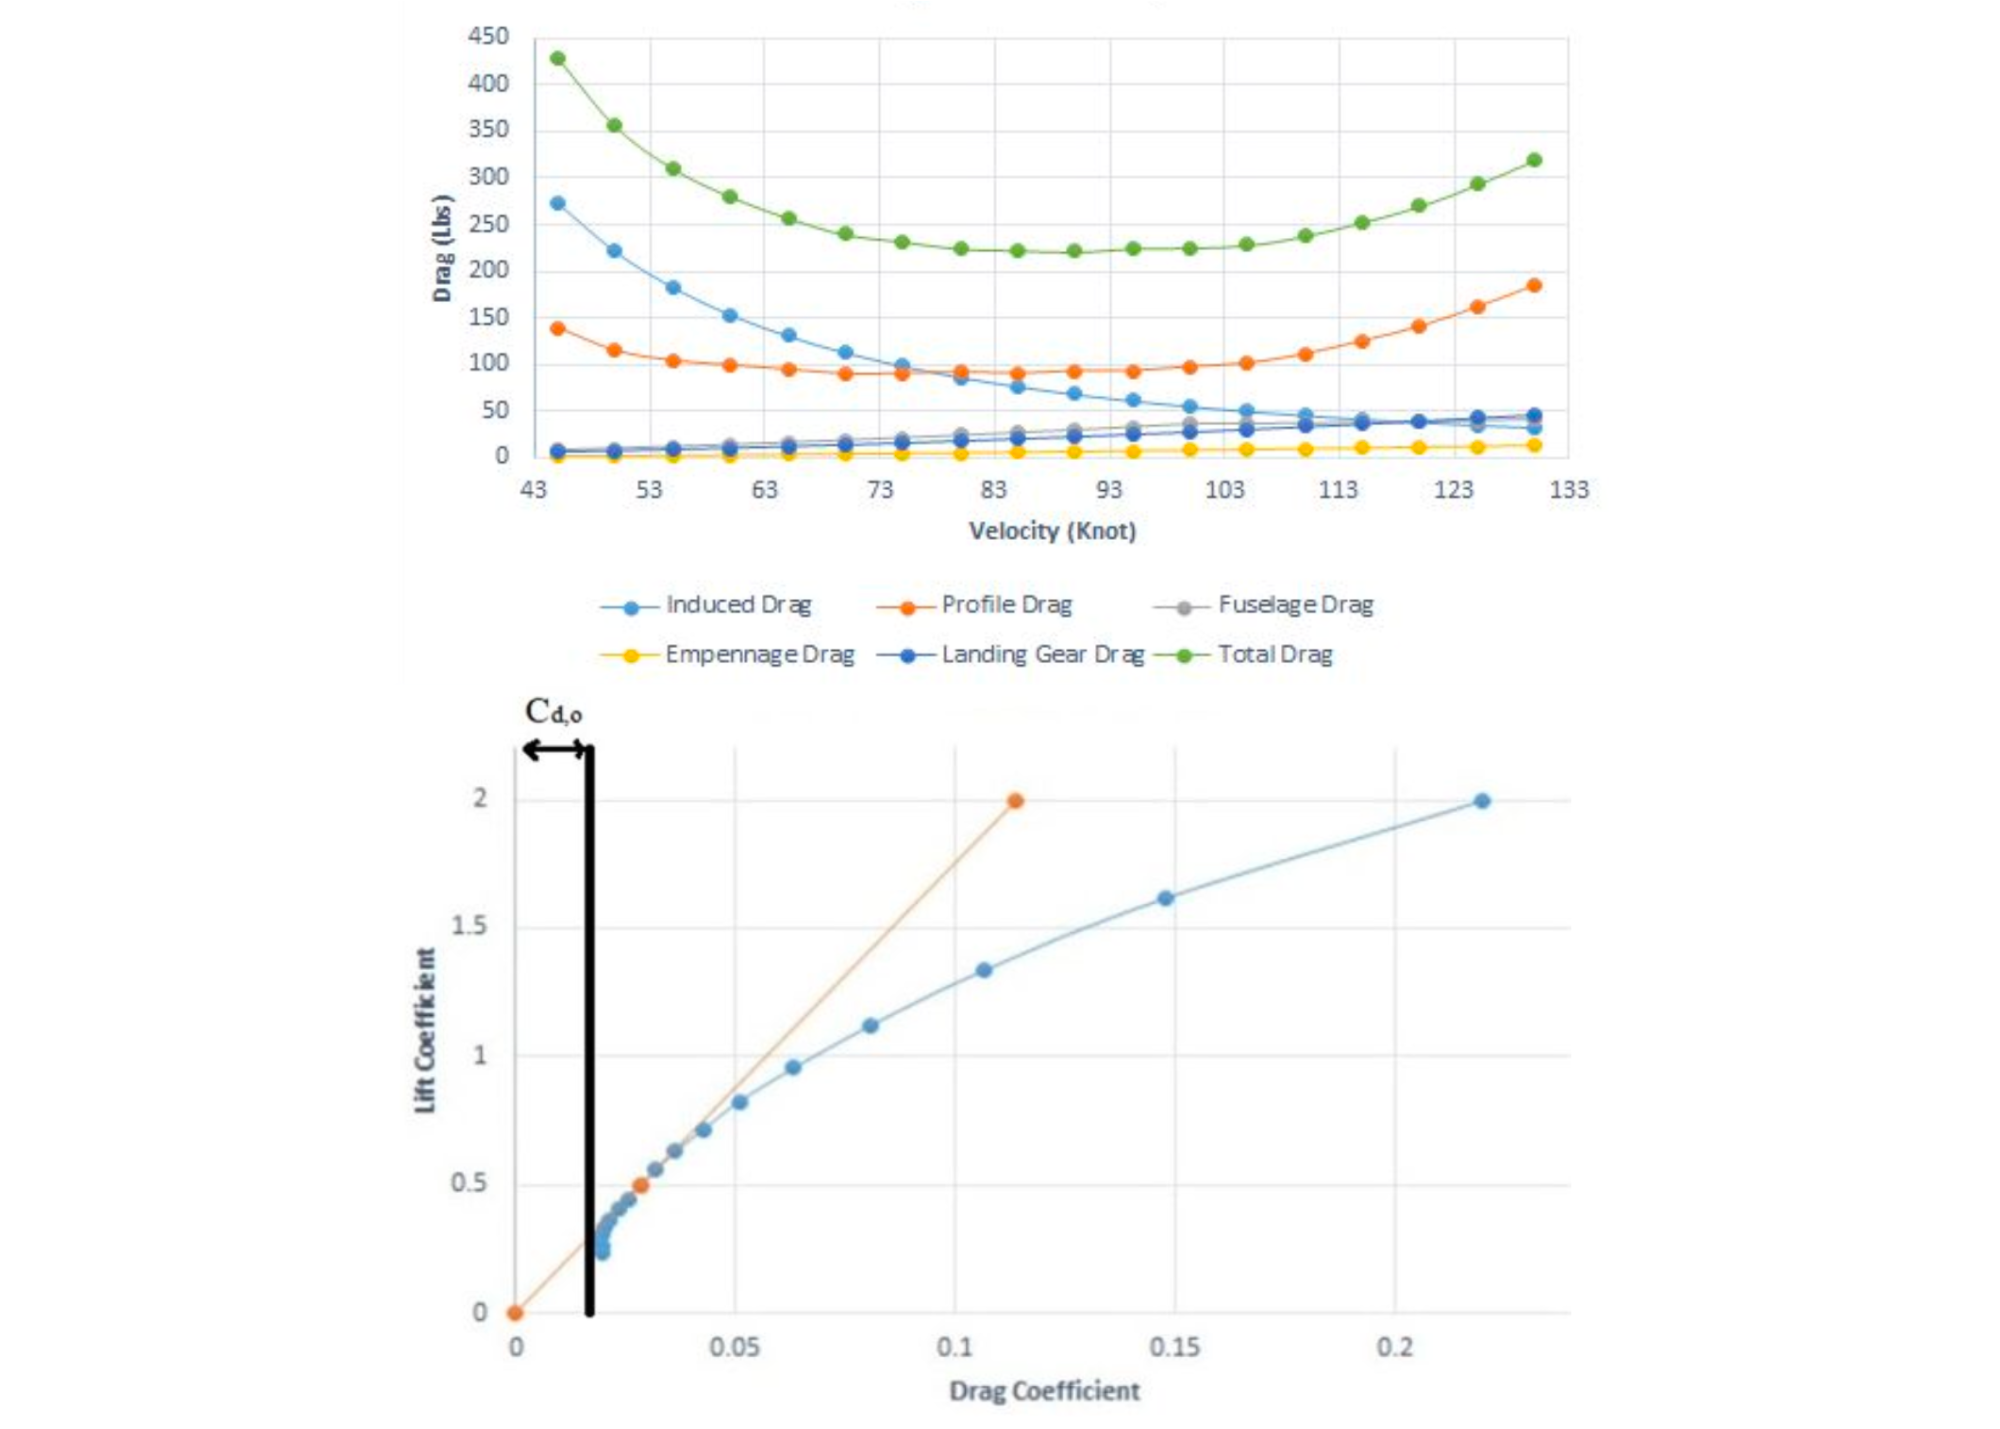 450
400
350
300
250
200
150
100
50
0
Drag (Lbs)
43 53 63 73 83 93 103 113 123 133
Velocity (Knot)
Induced Drag Profile Drag Fuselage Drag
Empennage Drag Landing Gear Drag Total Drag
Cd,o
2
1.5
1
0.5
0
Lift Coefficient
0 0.05 0.1 0.15 0.2
Drag Coefficient